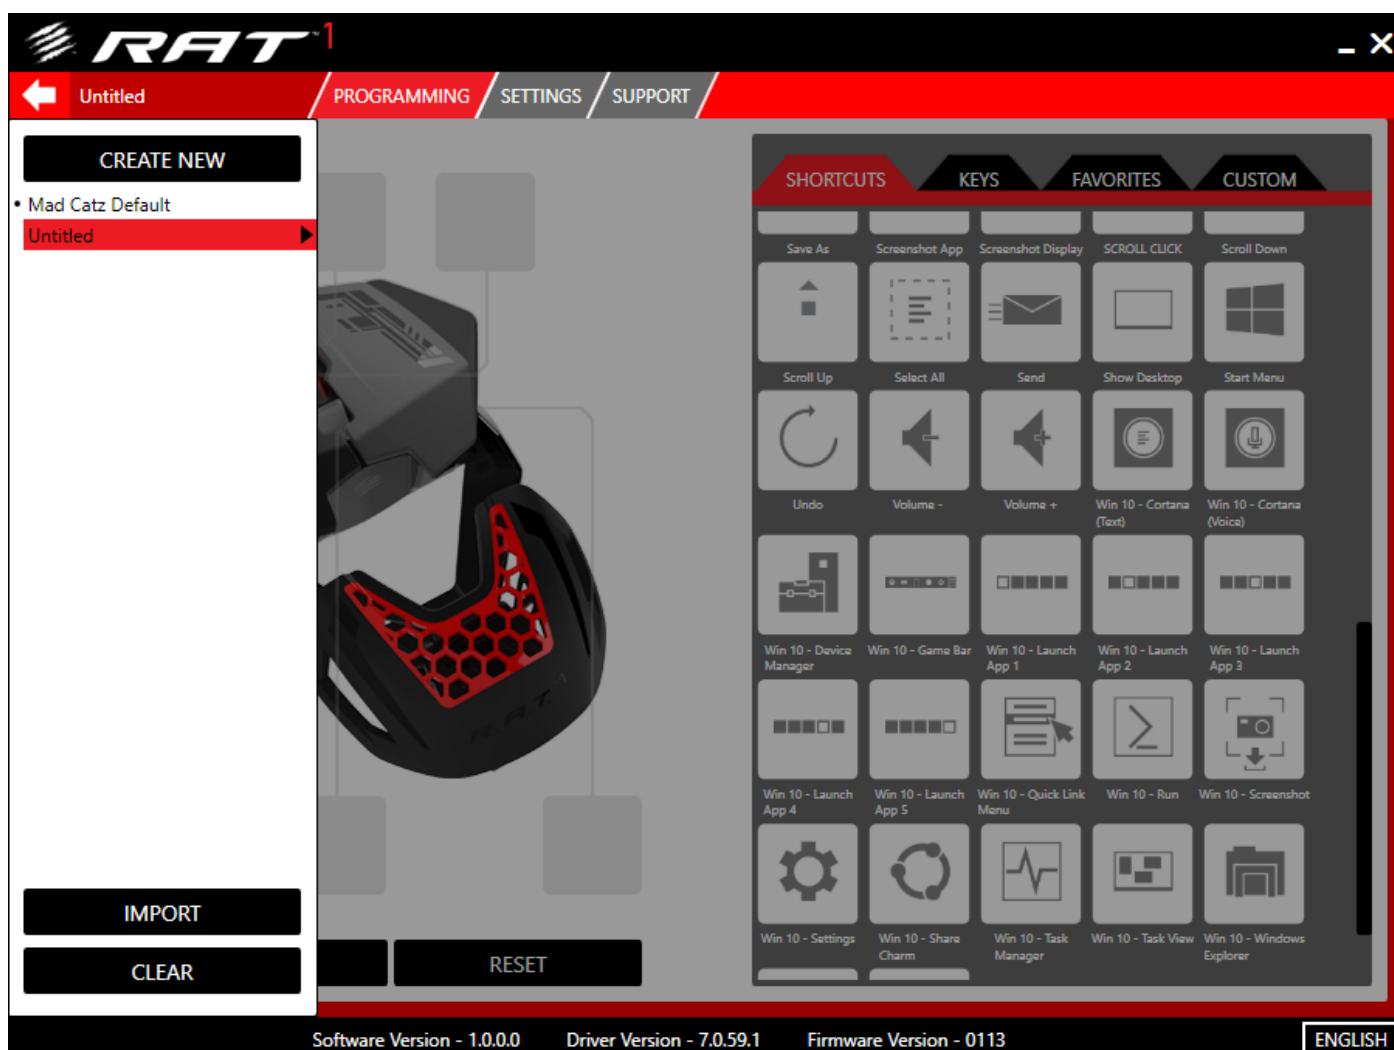 RAT™1
Untitled
PROGRAMMING
SETTINGS
SUPPORT
CREATE NEW
• Mad Catz Default
Untitled
IMPORT
CLEAR
RESET
R.A.T. 1
SHORTCUTS
KEYS
FAVORITES
CUSTOM
Save As
Screenshot App
Screenshot Display
SCROLL CLICK
Scroll Down
Scroll Up
Select All
Send
Show Desktop
Start Menu
Undo
Volume -
Volume +
Win 10 - Cortana
(Text)
Win 10 - Cortana
(Voice)
Win 10 - Device
Manager
Win 10 - Game Bar
Win 10 - Launch
App 1
Win 10 - Launch
App 2
Win 10 - Launch
App 3
Win 10 - Launch
App 4
Win 10 - Launch
App 5
Win 10 - Quick Link
Menu
Win 10 - Run
Win 10 - Screenshot
Win 10 - Settings
Win 10 - Share
Charm
Win 10 - Task
Manager
Win 10 - Task View
Win 10 - Windows
Explorer
Software Version - 1.0.0.0
Driver Version - 7.0.59.1
Firmware Version - 0113
ENGLISH